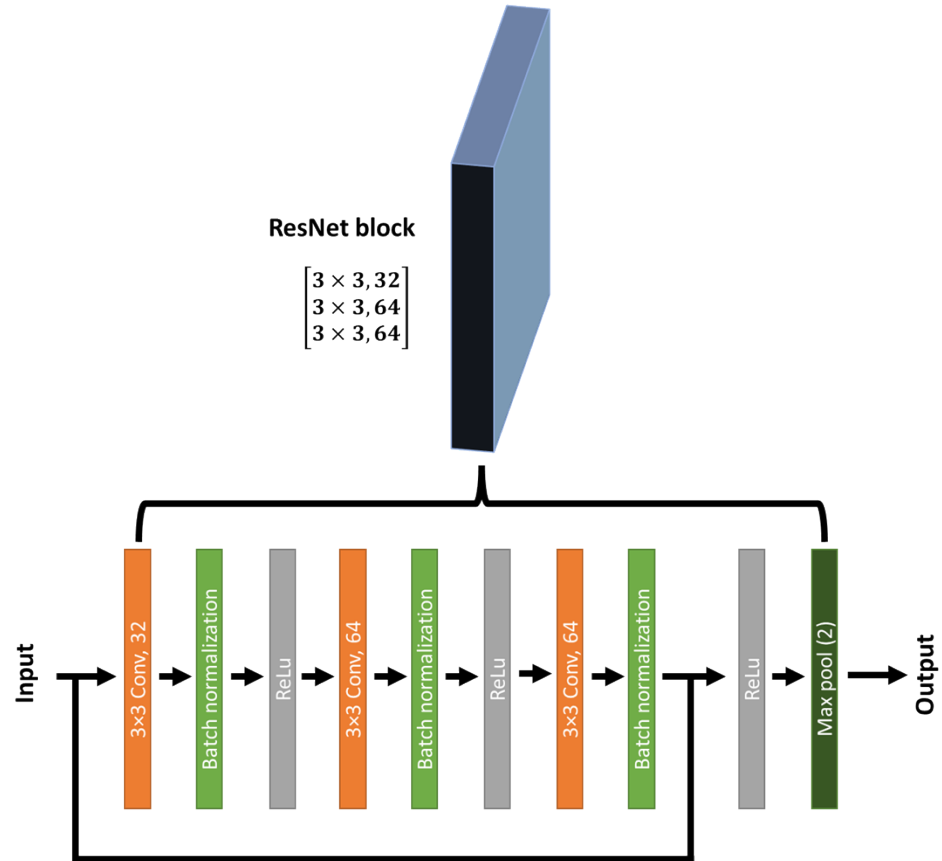 ResNet block
[3 × 3, 32
3 × 3, 64
3 × 3, 64]
Input
3×3 Conv, 32
Batch normalization
ReLu
3×3 Conv, 64
Batch normalization
ReLu
3×3 Conv, 64
Batch normalization
ReLu
Max pool (2)
Output